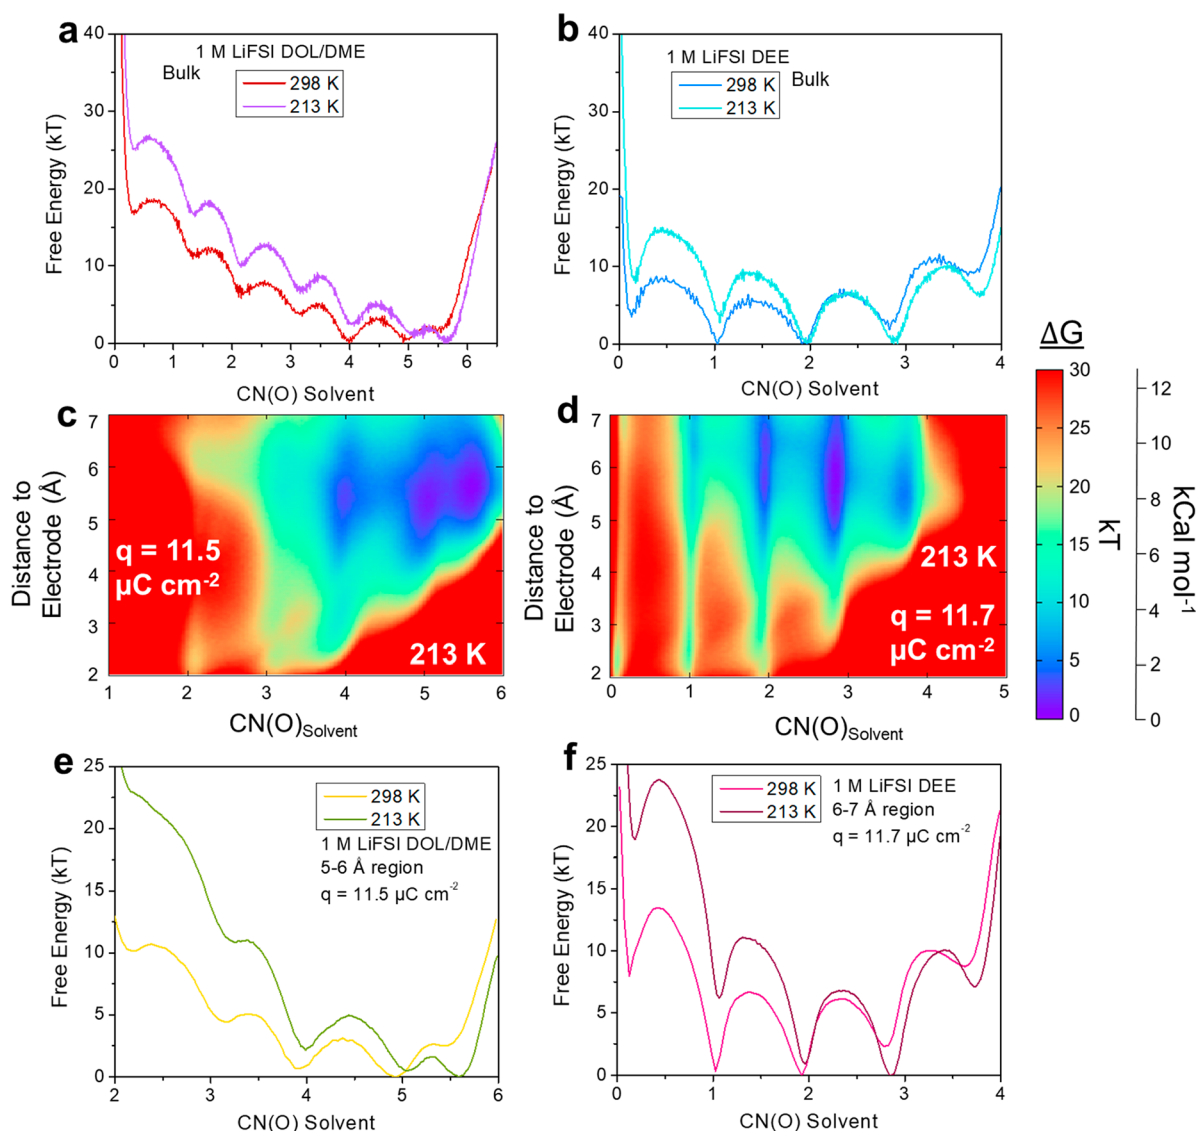 a
1 M LiFSI DOL/DME
Bulk
298 K
213 K
Free Energy (kT)
40
30
20
10
0
0 1 2 3 4 5 6
CN(O) Solvent
b
1 M LiFSI DEE
Bulk
298 K
213 K
Free Energy (kT)
40
30
20
10
0
0 1 2 3 4
CN(O) Solvent
c
Distance to
Electrode (Å)
7
6
5
4
3
2
q = 11.5
µC cm-2
213 K
1 2 3 4 5 6
CN(O)Solvent
d
Distance to
Electrode (Å)
7
6
5
4
3
2
213 K
q = 11.7
µC cm-2
0 1 2 3 4 5
CN(O)Solvent
ΔG
30
25
20
15
10
5
0
kT
12
10
8
6
4
2
0
kCal mol-1
e
298 K
213 K
1 M LiFSI DOL/DME
5-6 Å region
q = 11.5 µC cm-2
Free Energy (kT)
25
20
15
10
5
0
2 3 4 5 6
CN(O) Solvent
f
298 K
213 K
1 M LiFSI DEE
6-7 Å region
q = 11.7 µC cm-2
Free Energy (kT)
25
20
15
10
5
0
0 1 2 3 4
CN(O) Solvent